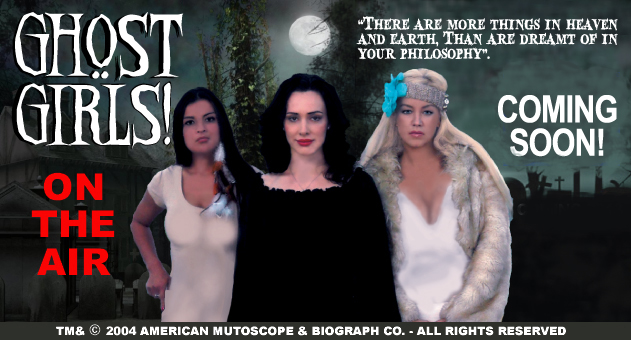 GHOST
GIRLS!
"THERE ARE MORE THINGS IN HEAVEN
AND EARTH, THAN ARE DREAMT OF IN
YOUR PHILOSOPHY".
COMING
SOON!
ON
THE
AIR
TM& © 2004 AMERICAN MUTOSCOPE & BIOGRAPH CO. - ALL RIGHTS RESERVED